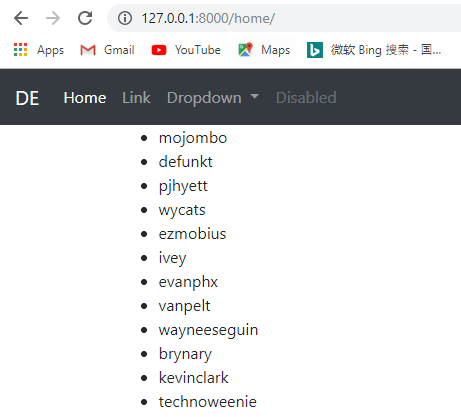 127.0.0.1:8000/home/
Apps Gmail YouTube Maps 微软 Bing 搜索 - 国...
DE Home Link Dropdown Disabled
mojombo
defunkt
pjhyett
wycats
ezmobius
ivey
evanphx
vanpelt
wayneeseguin
brynary
kevinclark
technoweenie